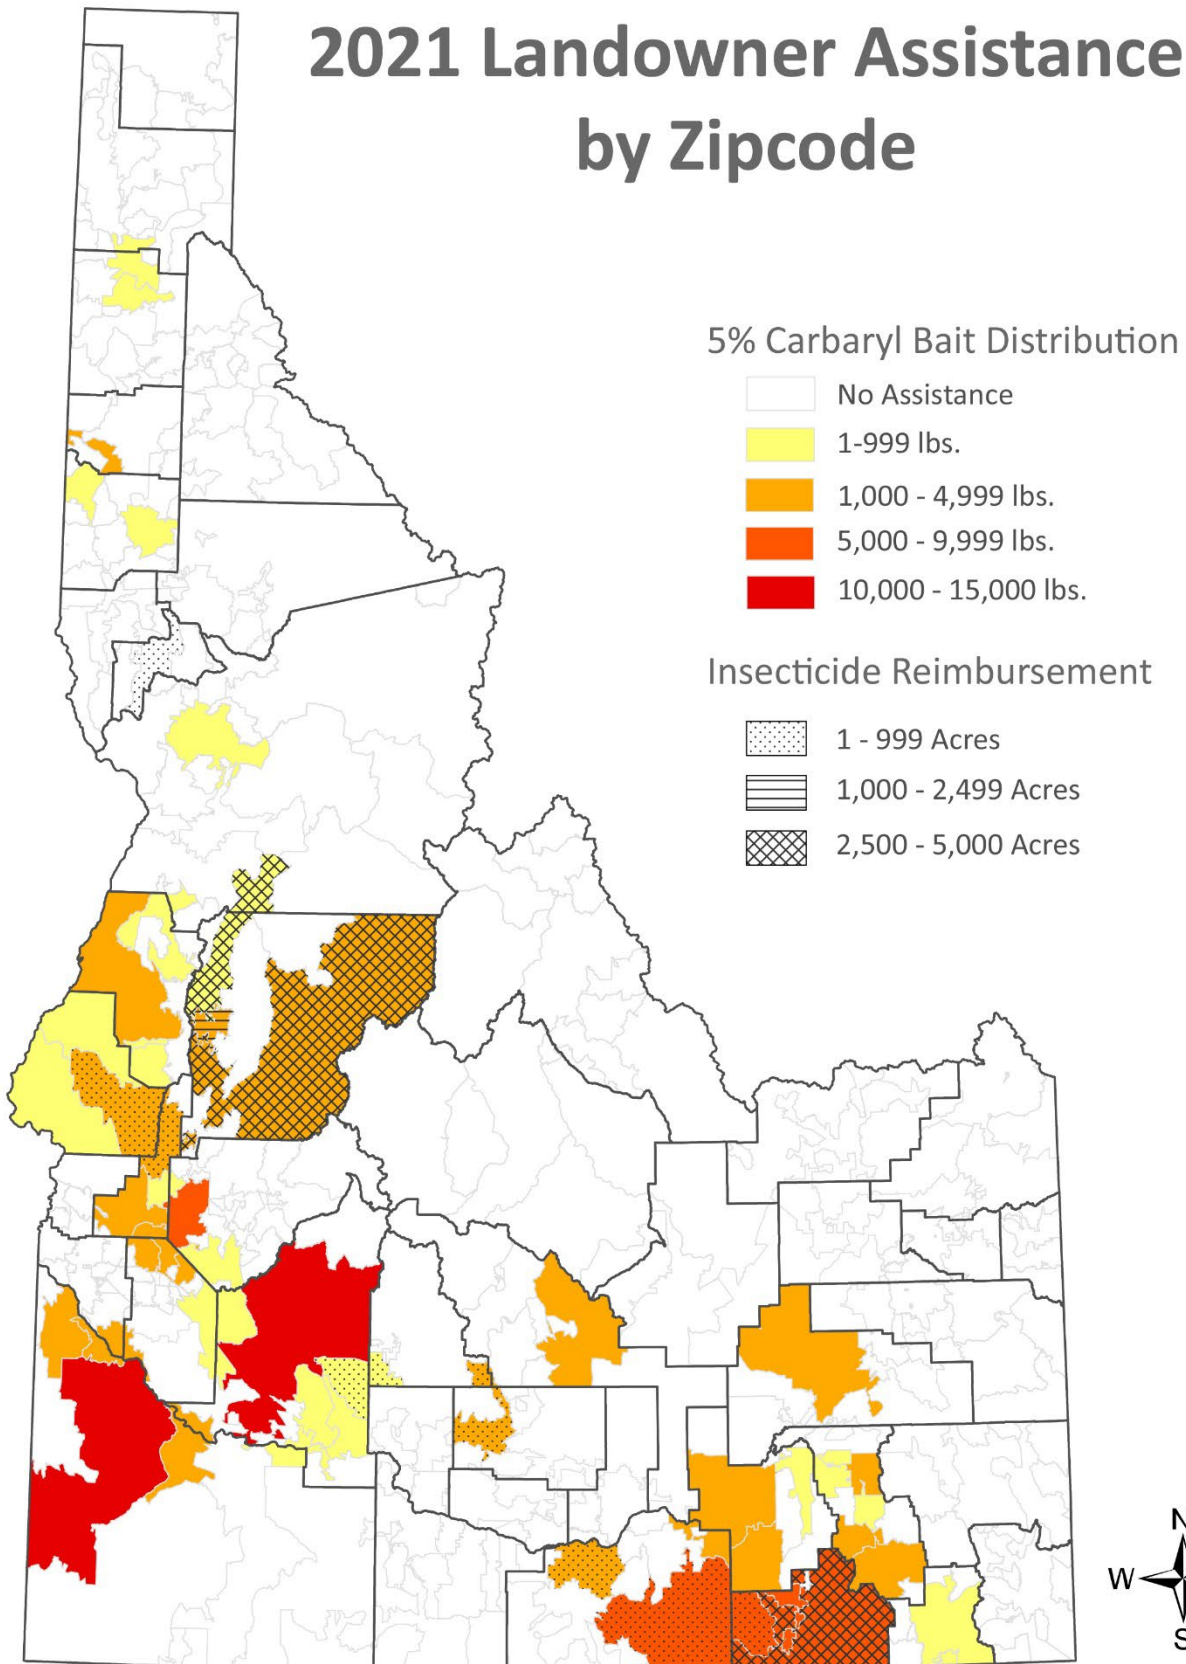 2021 Landowner Assistance
by Zipcode
5% Carbaryl Bait Distribution
No Assistance
1-999 lbs.
1,000 - 4,999 lbs.
5,000 - 9,999 lbs.
10,000 - 15,000 lbs.
Insecticide Reimbursement
1 - 999 Acres
1,000 - 2,499 Acres
2,500 - 5,000 Acres
N
W
S